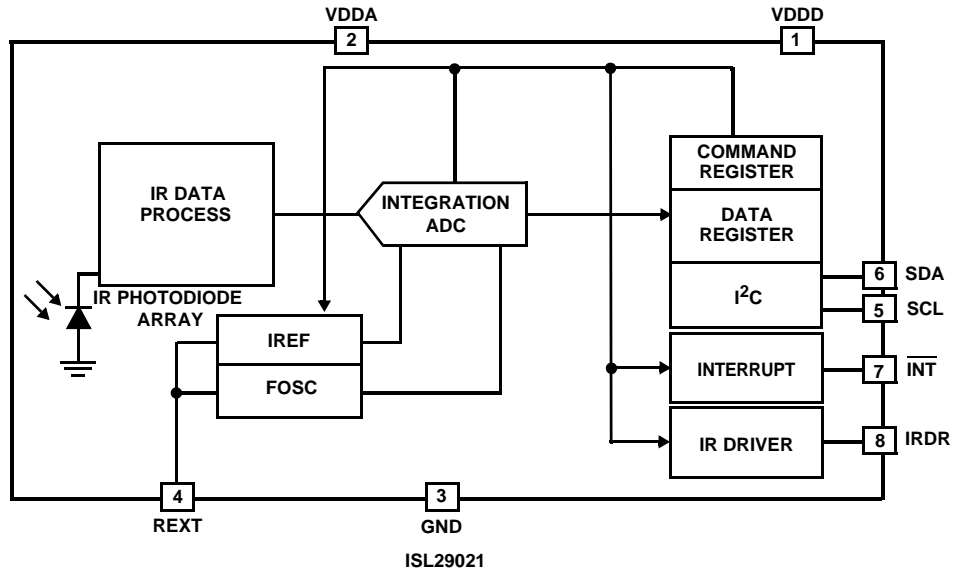 VDDA
VDDD
2
1
COMMAND
REGISTER
IR DATA
PROCESS
INTEGRATION
ADC
DATA
REGISTER
6 SDA
IR PHOTODIODE
ARRAY
I²C
5 SCL
IREF
FOSC
INTERRUPT
7 INT
IR DRIVER
8 IRDR
4
3
REXT
GND
ISL29021